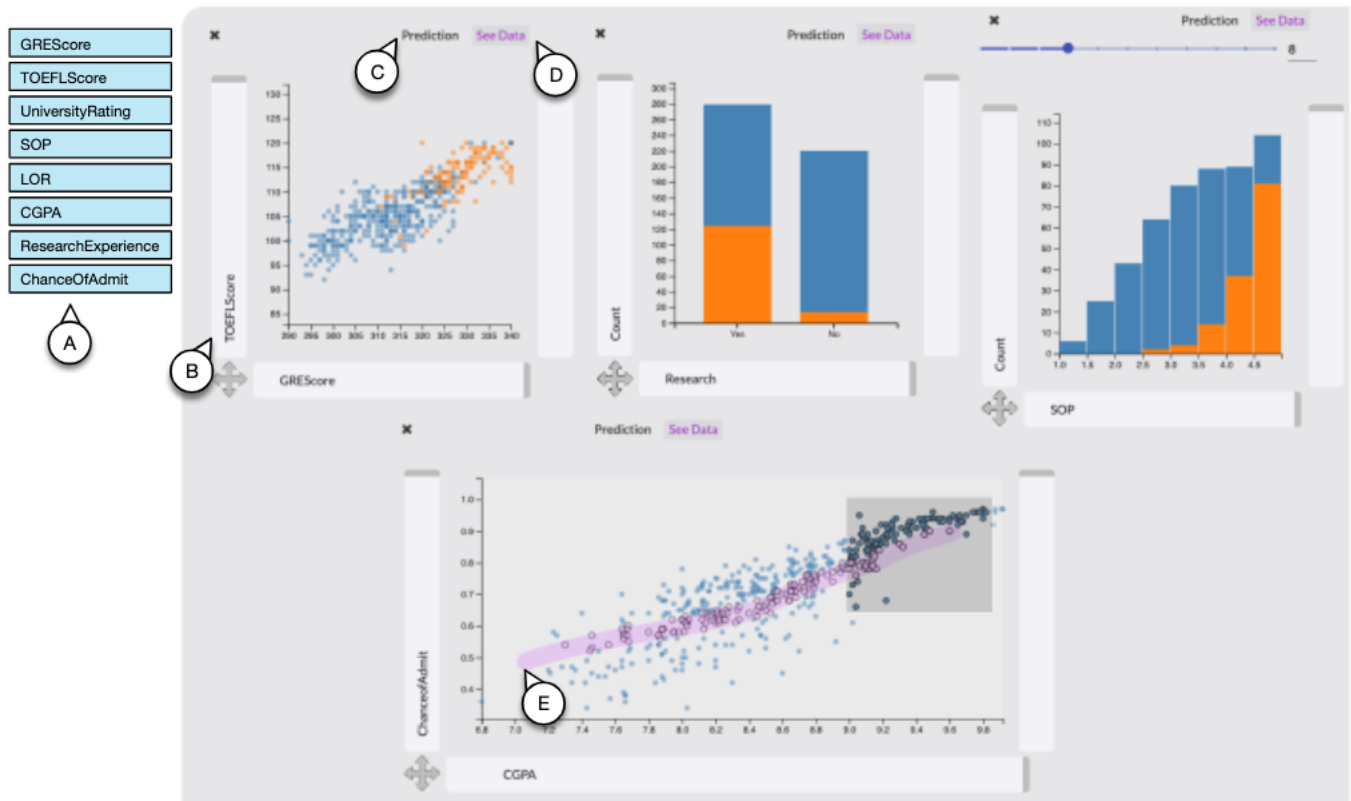 GREScore
TOEFLScore
UniversityRating
SOP
LOR
CGPA
ResearchExperience
ChanceOfAdmit
A
✖
Prediction See Data
C
D
130
125
120
115
110
105
100
95
90
85
290 295 300 305 310 315 320 325 330 335 340
TOEFLScore
B
GREScore
✖
Prediction See Data
300
280
260
240
220
200
180
160
140
120
100
80
60
40
20
0
Yes No
Count
Research
✖
Prediction See Data
8
110
100
90
80
70
60
50
40
30
20
10
0
1.0 1.5 2.0 2.5 3.0 3.5 4.0 4.5
Count
SOP
✖
Prediction See Data
1.0
0.9
0.8
0.7
0.6
0.5
0.4
6.8 7.0 7.2 7.4 7.6 7.8 8.0 8.2 8.4 8.6 8.8 9.0 9.2 9.4 9.6 9.8
E
ChanceofAdmit
CGPA